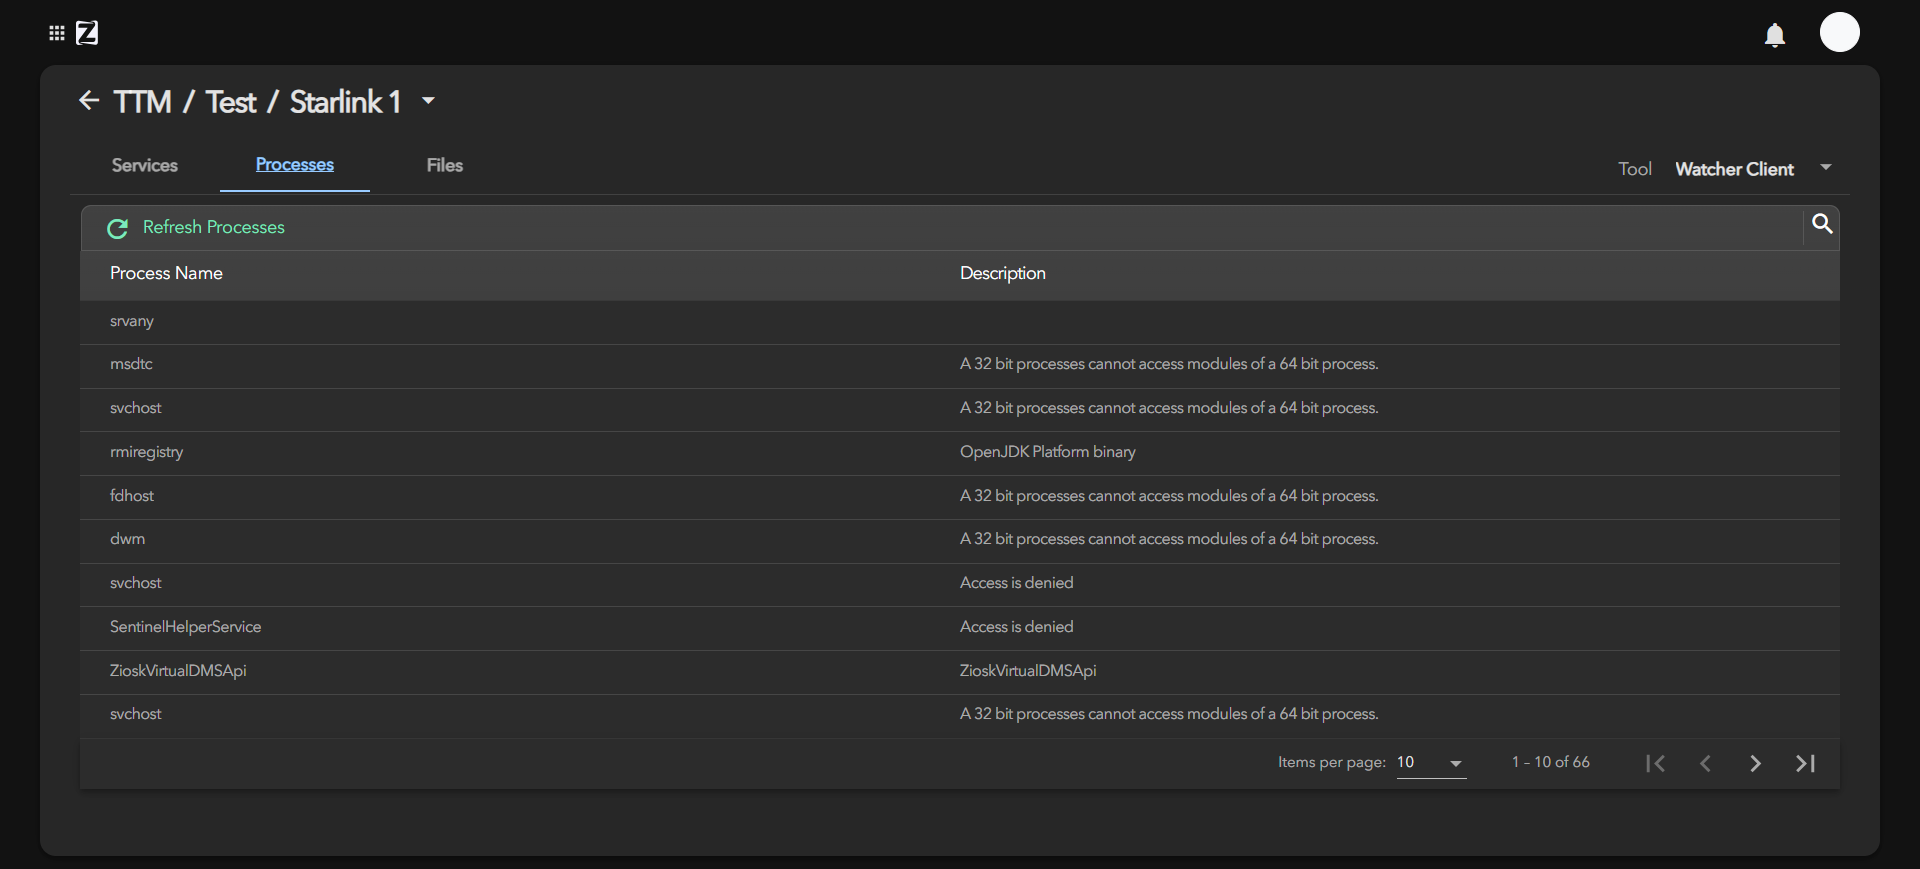 Z
TTM / Test / Starlink 1
Services Processes Files Tool Watcher Client
Refresh Processes
Process Name Description
srvany
msdtc A 32 bit processes cannot access modules of a 64 bit process.
svchost A 32 bit processes cannot access modules of a 64 bit process.
rmiregistry OpenJDK Platform binary
fdhost A 32 bit processes cannot access modules of a 64 bit process.
dwm A 32 bit processes cannot access modules of a 64 bit process.
svchost Access is denied
SentinelHelperService Access is denied
ZioskVirtualDMSApi ZioskVirtualDMSApi
svchost A 32 bit processes cannot access modules of a 64 bit process.
Items per page: 10 1 – 10 of 66